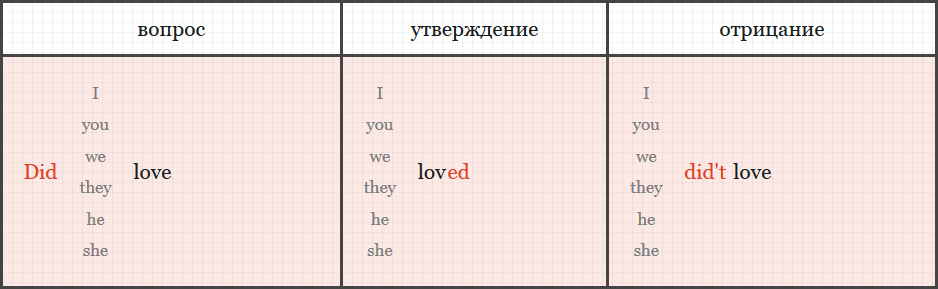 вопрос утверждение отрицание
I I I
you you you
we we we
Did love loved did't love
they they they
he he he
she she she